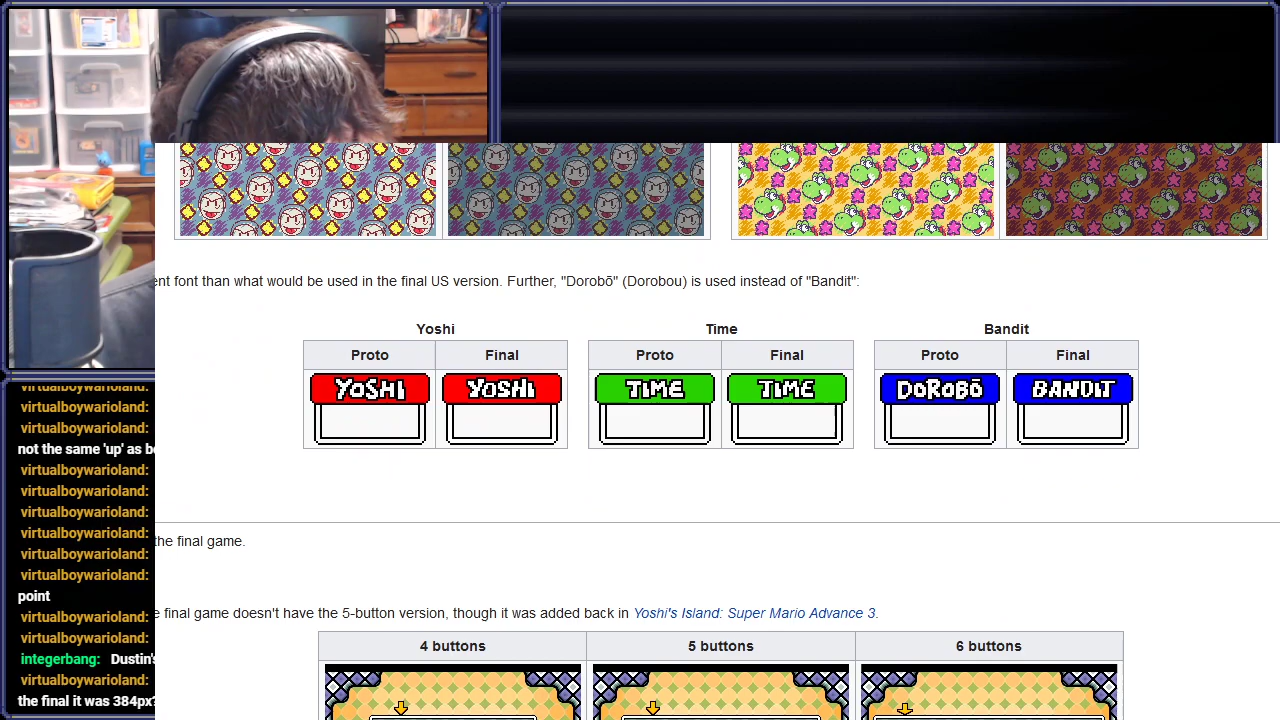 ent font than what would be used in the final US version. Further, "Dorobō" (Dorobou) is used instead of "Bandit":
Yoshi Time Bandit
Proto Final Proto Final Proto Final
YOSHI YOSHI TIME TIME DOROBŌ BANDIT
virtualboywarioland:
virtualboywarioland:
virtualboywarioland:
not the same 'up' as be
virtualboywarioland:
virtualboywarioland:
virtualboywarioland:
virtualboywarioland:
virtualboywarioland:
virtualboywarioland:
point
virtualboywarioland:
virtualboywarioland:
integerbang: Dustin's
virtualboywarioland:
the final it was 384px?
the final game.
e final game doesn't have the 5-button version, though it was added back in Yoshi's Island: Super Mario Advance 3.
4 buttons 5 buttons 6 buttons